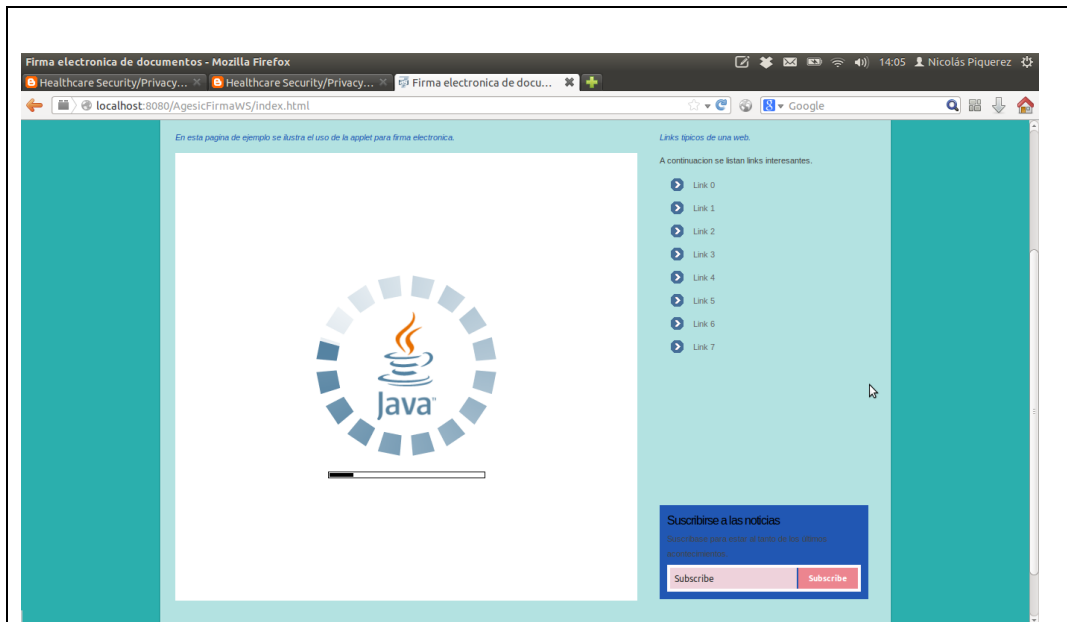 Firma electronica de documentos - Mozilla Firefox
14:05 Nicolás Piquerez
Healthcare Security/Privacy...
Healthcare Security/Privacy...
Firma electronica de docu...
localhost:8080/AgesicFirmaWS/index.html
Google
En esta pagina de ejemplo se ilustra el uso de la applet para firma electronica.
Java
Links tipicos de una web.
A continuacion se listan links interesantes.
Link 0
Link 1
Link 2
Link 3
Link 4
Link 5
Link 6
Link 7
Suscribirse a las noticias
Subscribe
Subscribe